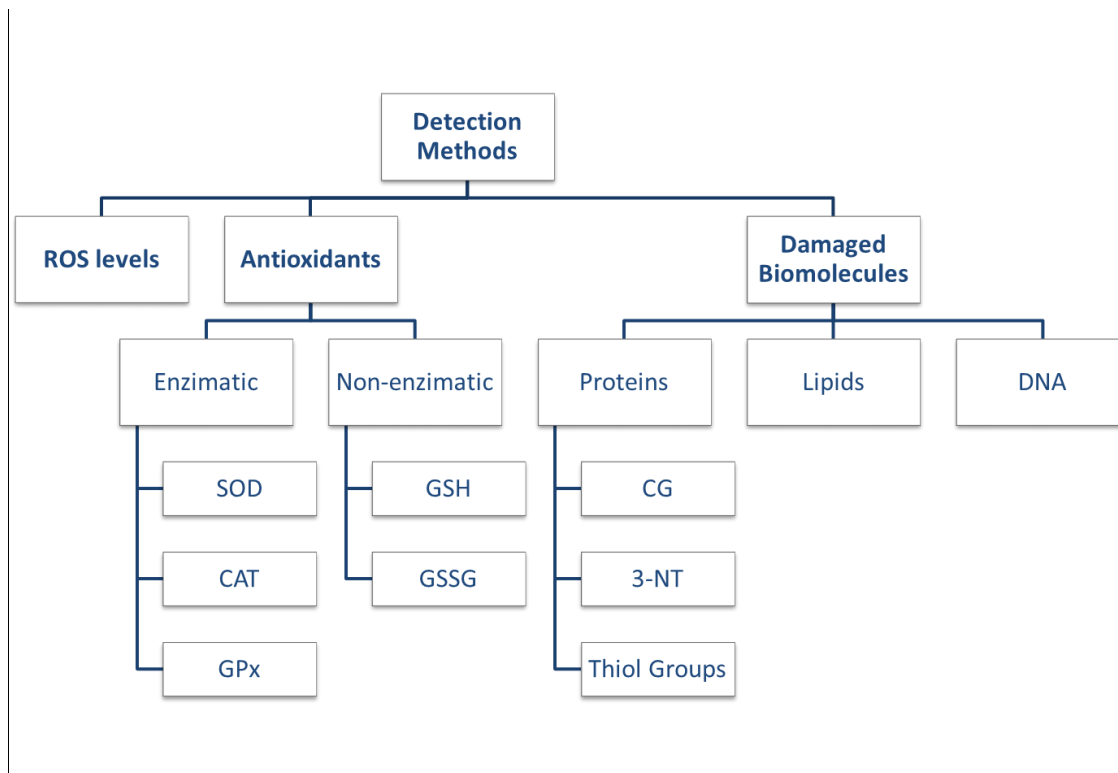 Detection
Methods
ROS levels
Antioxidants
Damaged
Biomolecules
Enzimatic
Non-enzimatic
Proteins
Lipids
DNA
SOD
GSH
CG
CAT
GSSG
3-NT
GPx
Thiol Groups